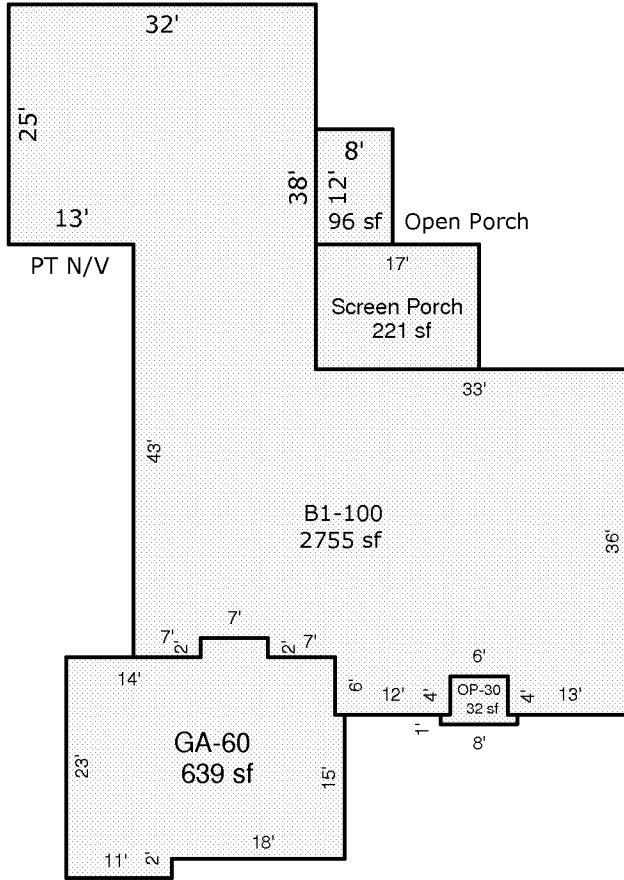 32'
25'
8'
38'
12'
13'
96 sf
Open Porch
PT N/V
17'
Screen Porch
221 sf
33'
43'
B1-100
2755 sf
36'
7'
7'
2'
2'
7'
14'
6'
6'
12'
4'
OP-30
32 sf
4'
13'
1'
8'
GA-60
639 sf
23'
15'
18'
11'
2'